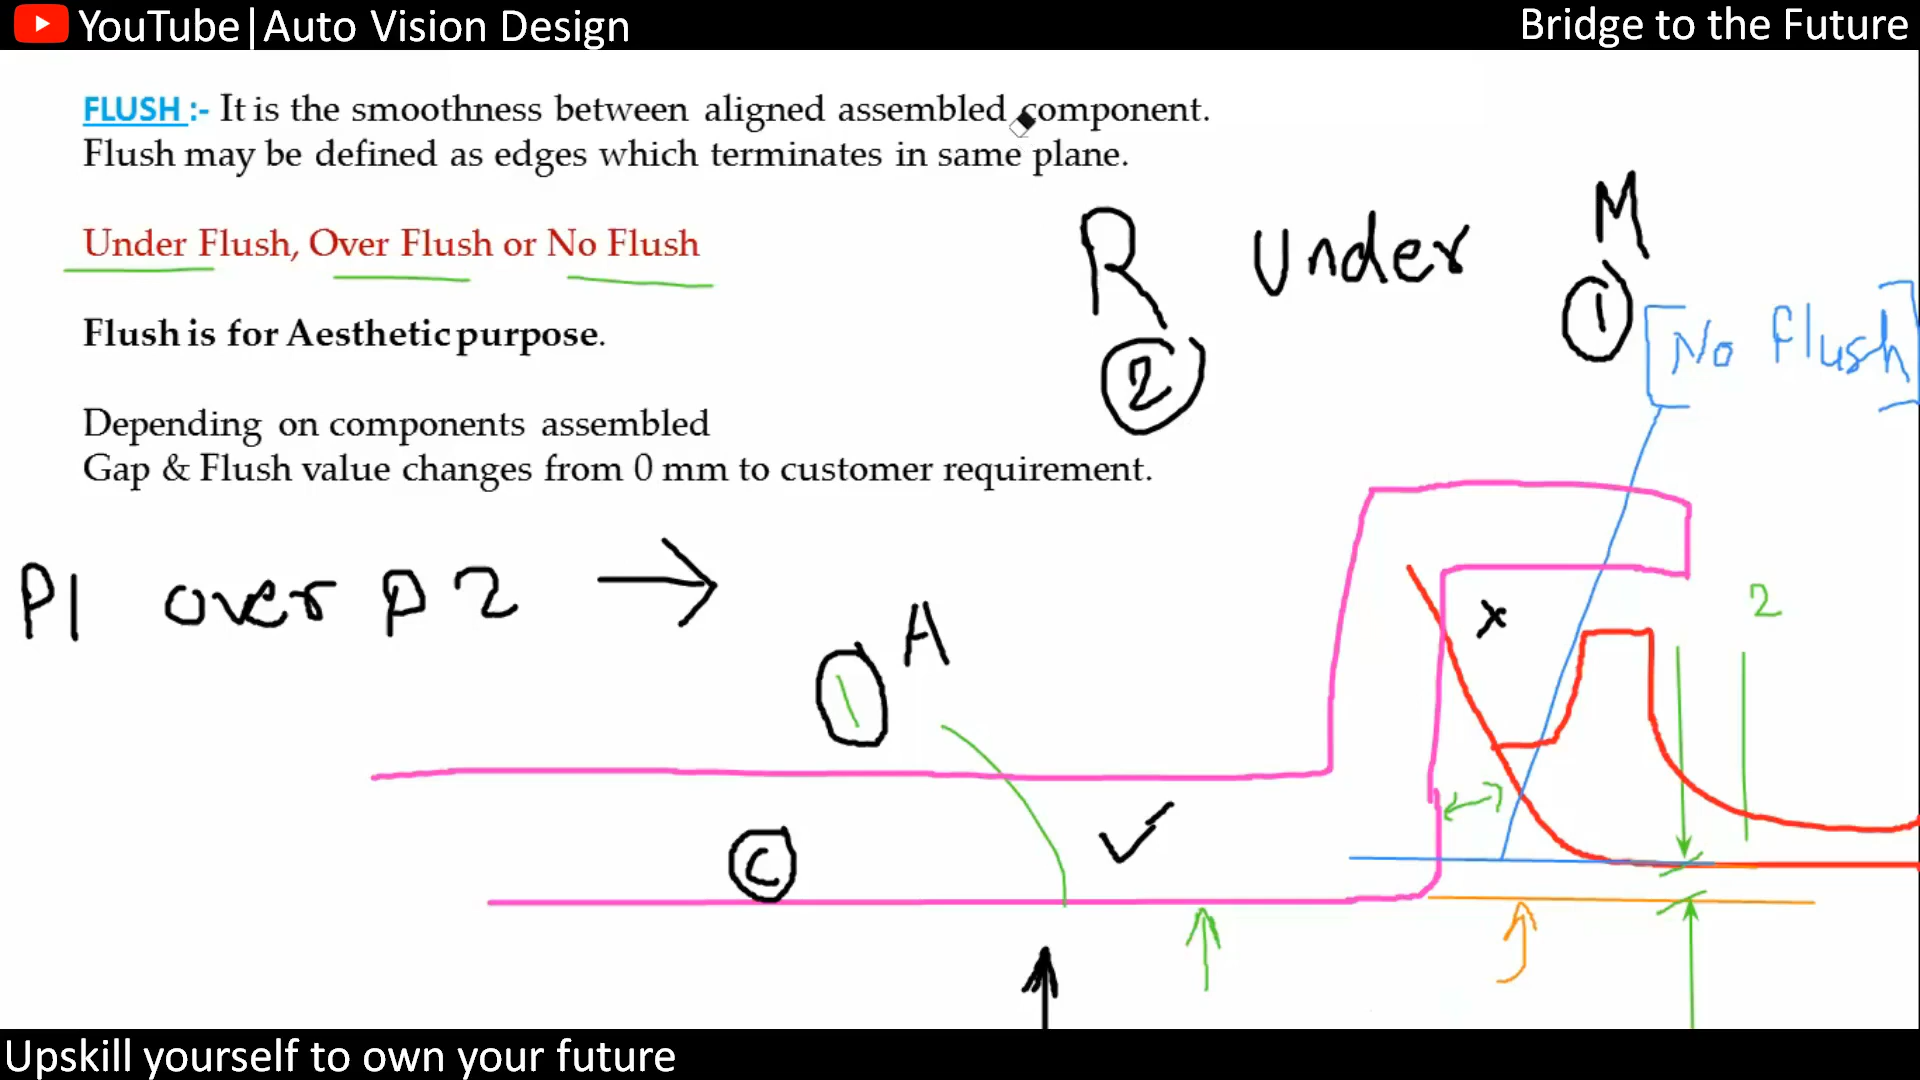 YouTube|Auto Vision Design
Bridge to the Future
FLUSH :- It is the smoothness between aligned assembled component.
Flush may be defined as edges which terminates in same plane.
Under Flush, Over Flush or No Flush
Flush is for Aesthetic purpose.
Depending on components assembled
Gap & Flush value changes from 0 mm to customer requirement.
R under M
2
1
No flush
P1 over P2
1 A
x
2
C
Upskill yourself to own your future